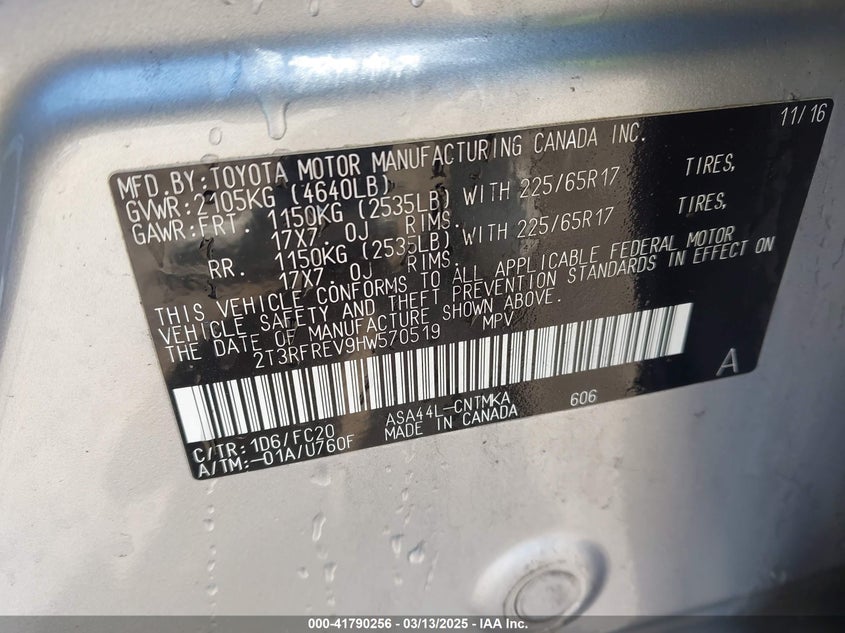 11/16
MFD.BY:TOYOTA MOTOR MANUFACTURING CANADA INC.
GVWR:2105KG (4640LB)
GAWR:FRT. 1150KG (2535LB) WITH 225/65R17 TIRES,
17X7.0J RIMS.
RR. 1150KG (2535LB) WITH 225/65R17 TIRES,
17X7.0J RIMS.
THIS VEHICLE CONFORMS TO ALL APPLICABLE FEDERAL MOTOR
VEHICLE SAFETY AND THEFT PREVENTION STANDARDS IN EFFECT ON
THE DATE OF MANUFACTURE SHOWN ABOVE.
2T3RFREV9HW570519 MPV
A
C/TR:1D6/FC20 ASA44L-CNTMKA 606
A/TM:-01A/U760F MADE IN CANADA
000-41790256 - 03/13/2025 - IAA Inc.